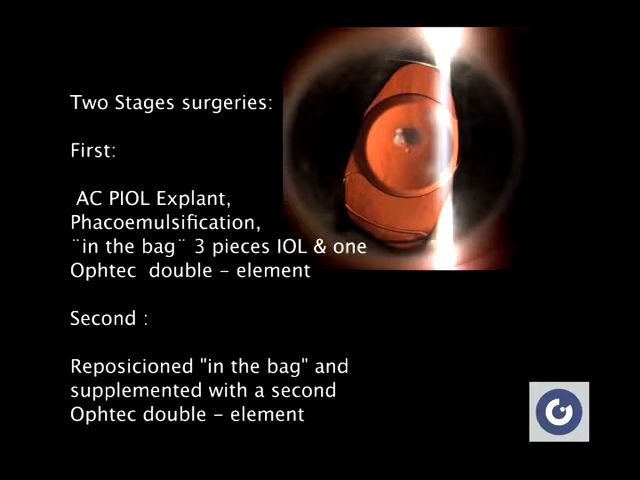 Two Stages surgeries:
First:
AC PIOL Explant,
Phacoemulsification,
¨in the bag¨ 3 pieces IOL & one
Ophtec double - element
Second :
Reposicioned "in the bag" and
supplemented with a second
Ophtec double - element